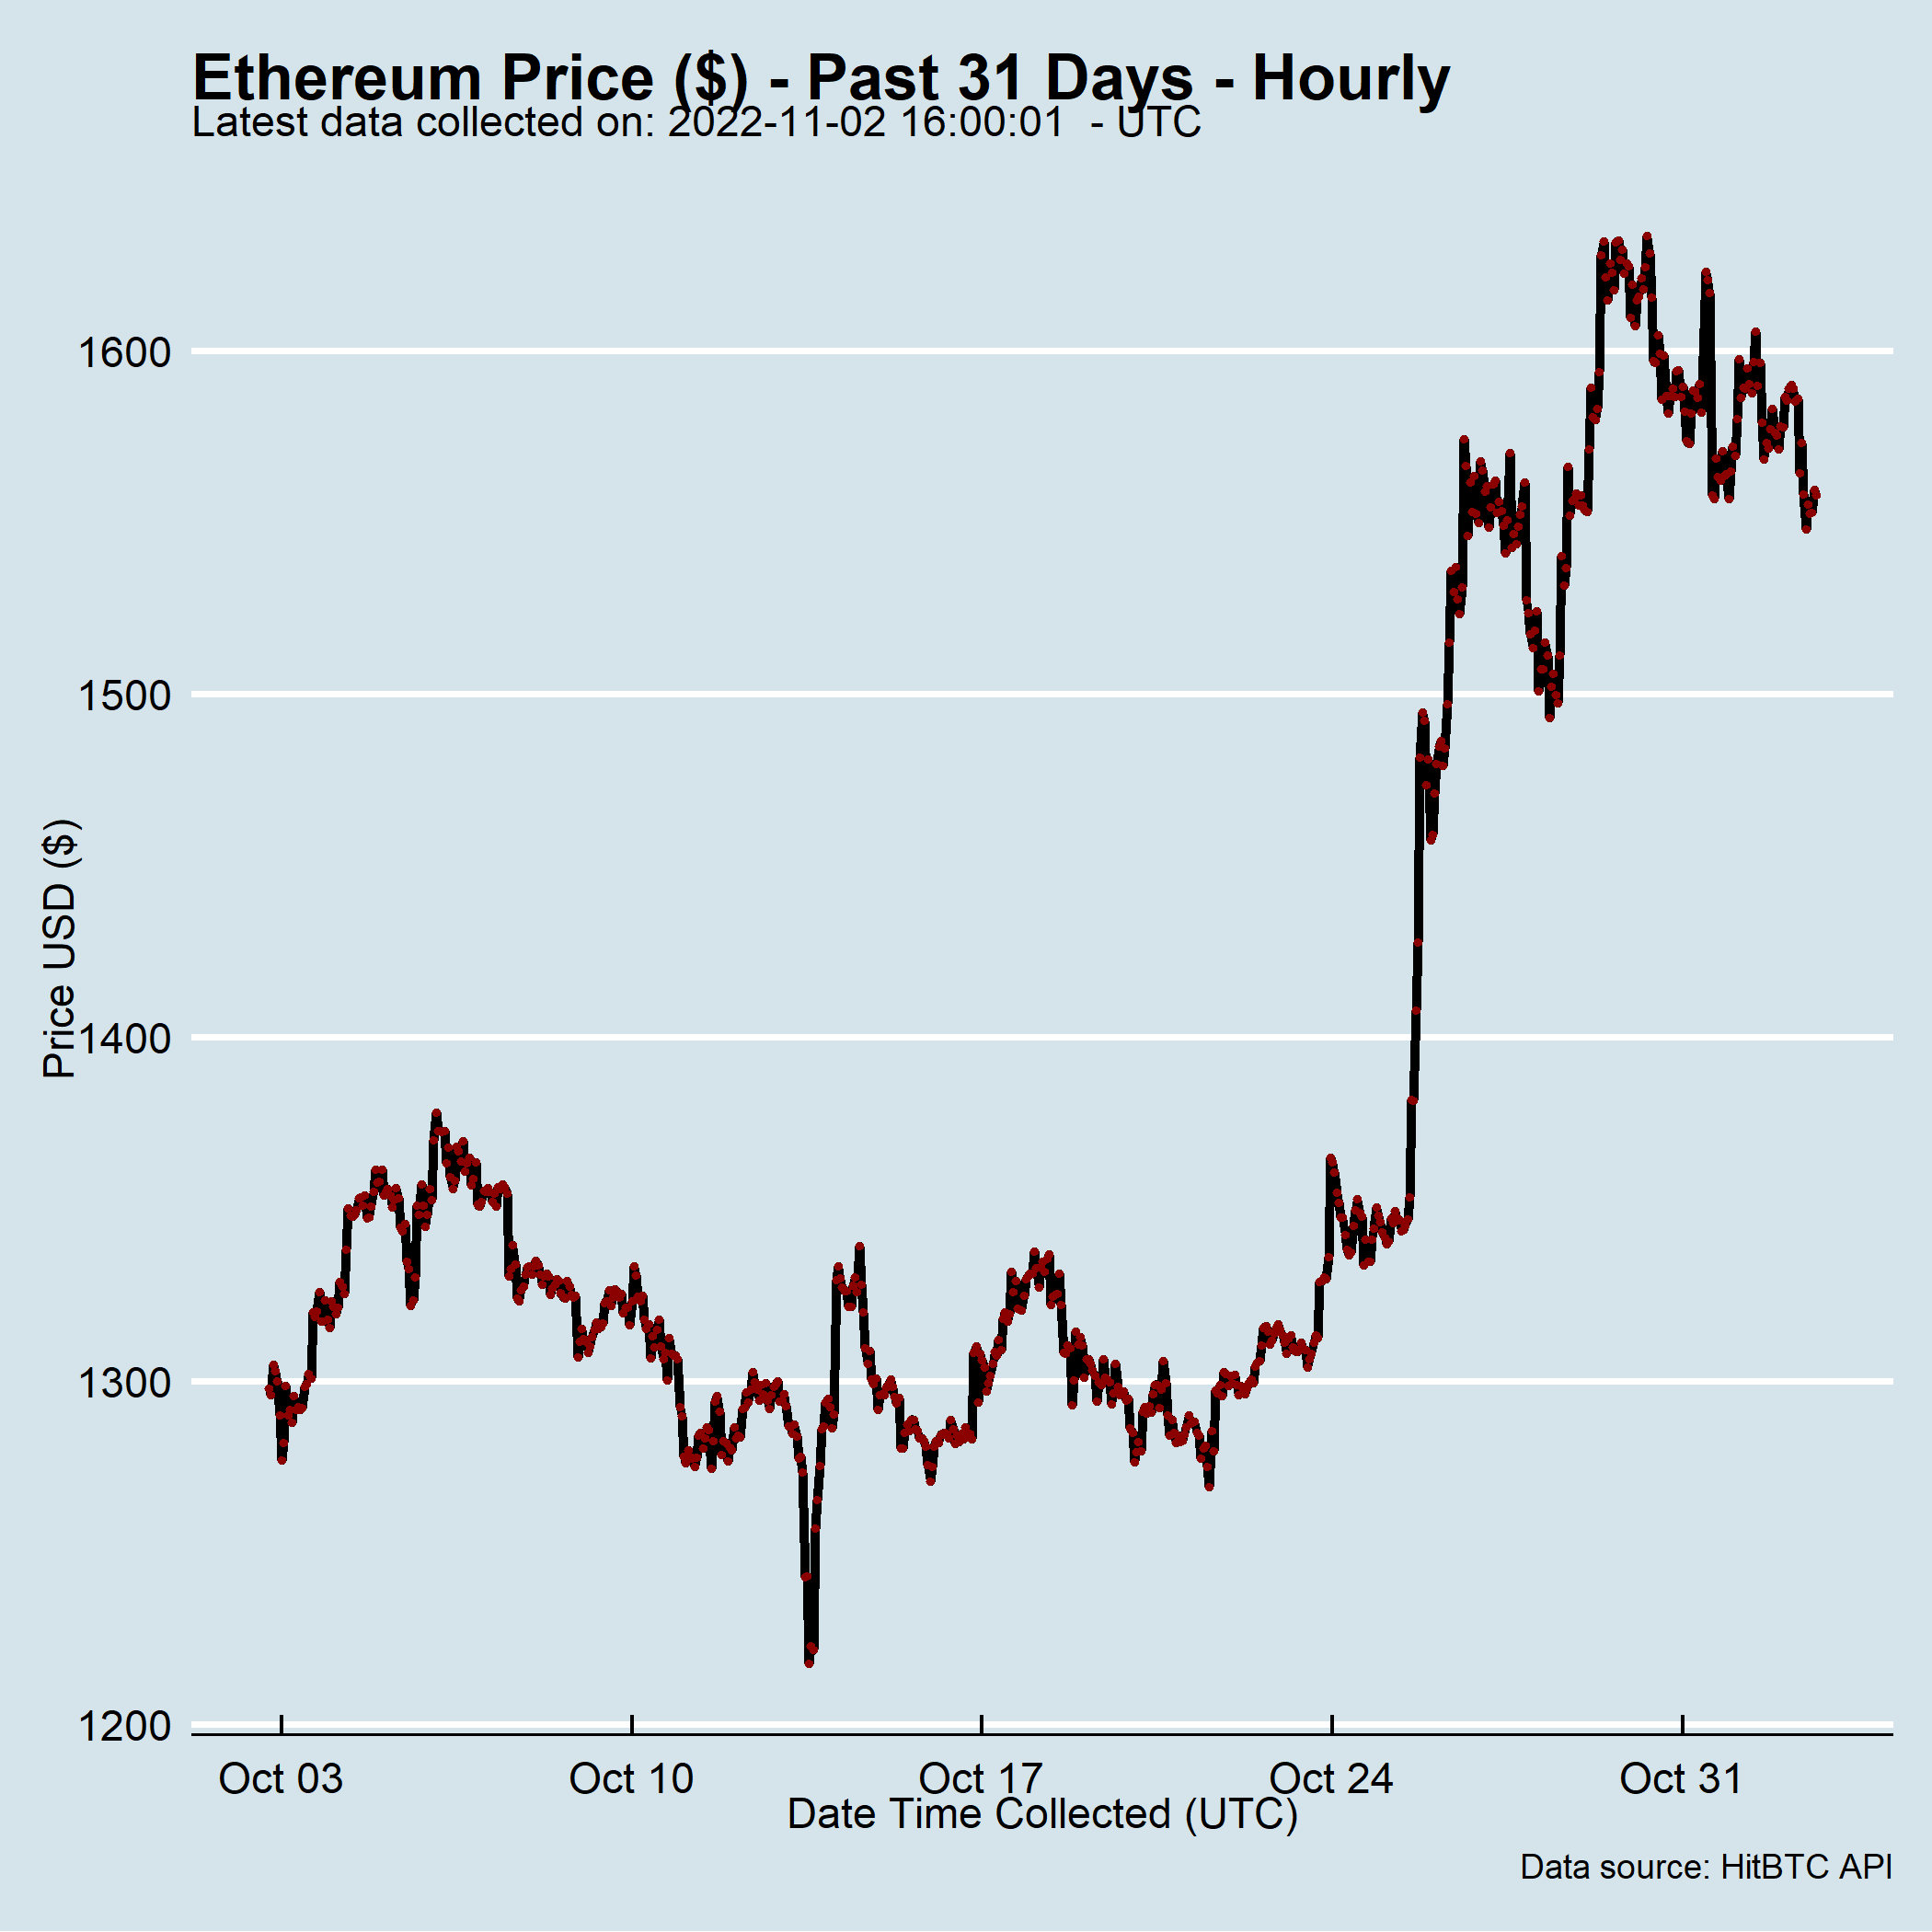 Ethereum Price ($) - Past 31 Days - Hourly
Latest data collected on: 2022-11-02 16:00:01  - UTC
Price USD ($)
1600
1500
1400
1300
1200
Oct 03
Oct 10
Oct 17
Oct 24
Oct 31
Date Time Collected (UTC)
Data source: HitBTC API